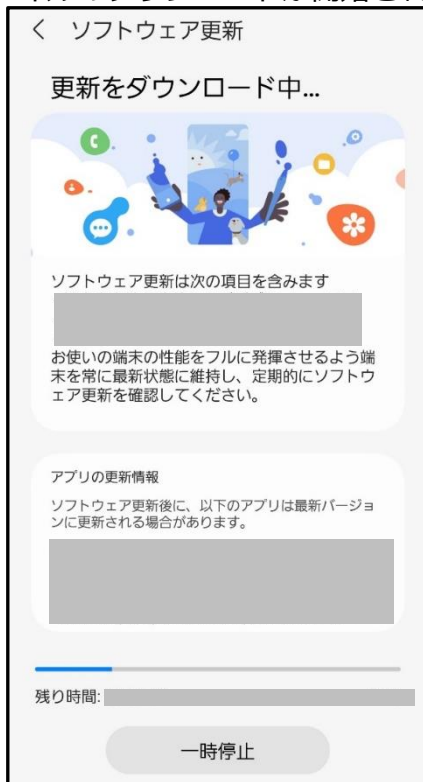 ソフトウェア更新
更新をダウンロード中...
ソフトウェア更新は次の項目を含みます
お使いの端末の性能をフルに発揮させるよう端
末を常に最新状態に維持し、定期的にソフトウ
ェア更新を確認してください。
アプリの更新情報
ソフトウェア更新後に、以下のアプリは最新バージョ
ンに更新される場合があります。
残り時間:
一時停止